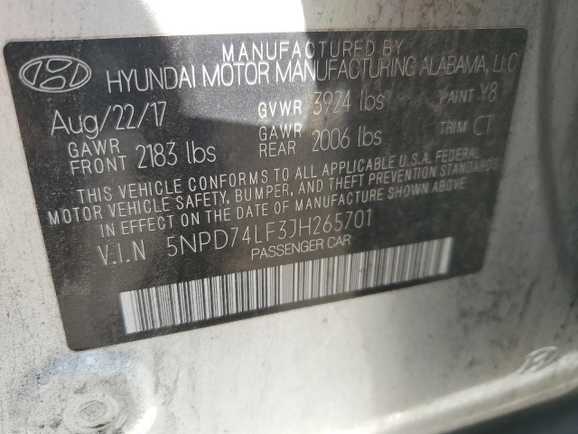 MANUFACTURED BY
HYUNDAI MOTOR MANUFACTURING ALABAMA, LLC
Aug/22/17 GVWR 3924 lbs PAINT Y8
GAWR FRONT 2183 lbs GAWR REAR 2006 lbs TRIM CT
THIS VEHICLE CONFORMS TO ALL APPLICABLE U.S.A. FEDERAL
MOTOR VEHICLE SAFETY, BUMPER, AND THEFT PREVENTION STANDARDS
IN EFFECT ON THE DATE OF MANUFACTURE SHOWN ABOVE.
V.I.N 5NPD74LF3JH265701
PASSENGER CAR